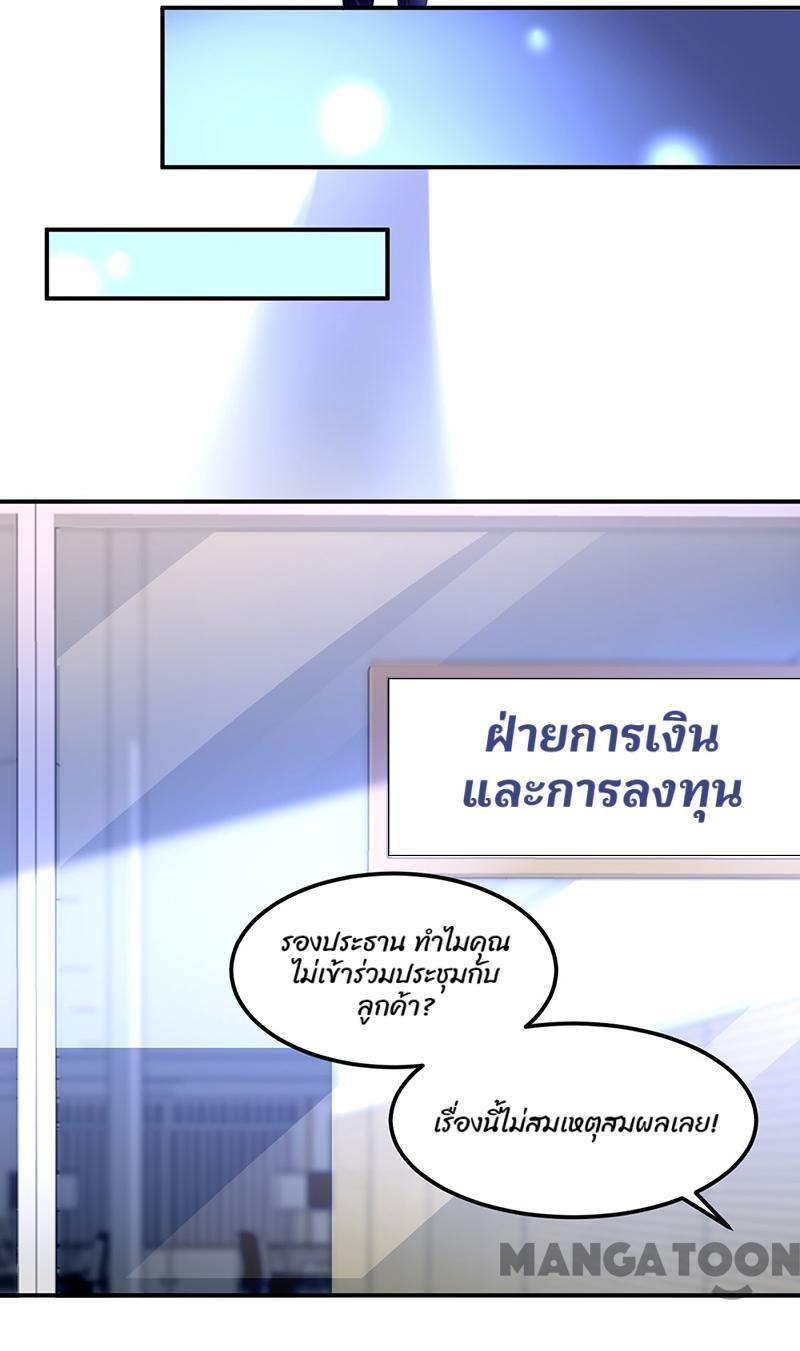 ฝ่ายการเงิน
และการลงทุน
รองประธาน ทำไมคุณ
ไม่เข้าร่วมประชุมกับ
ลูกค้า?
เรื่องนี้ไม่สมเหตุสมผลเลย!
MANGATOON